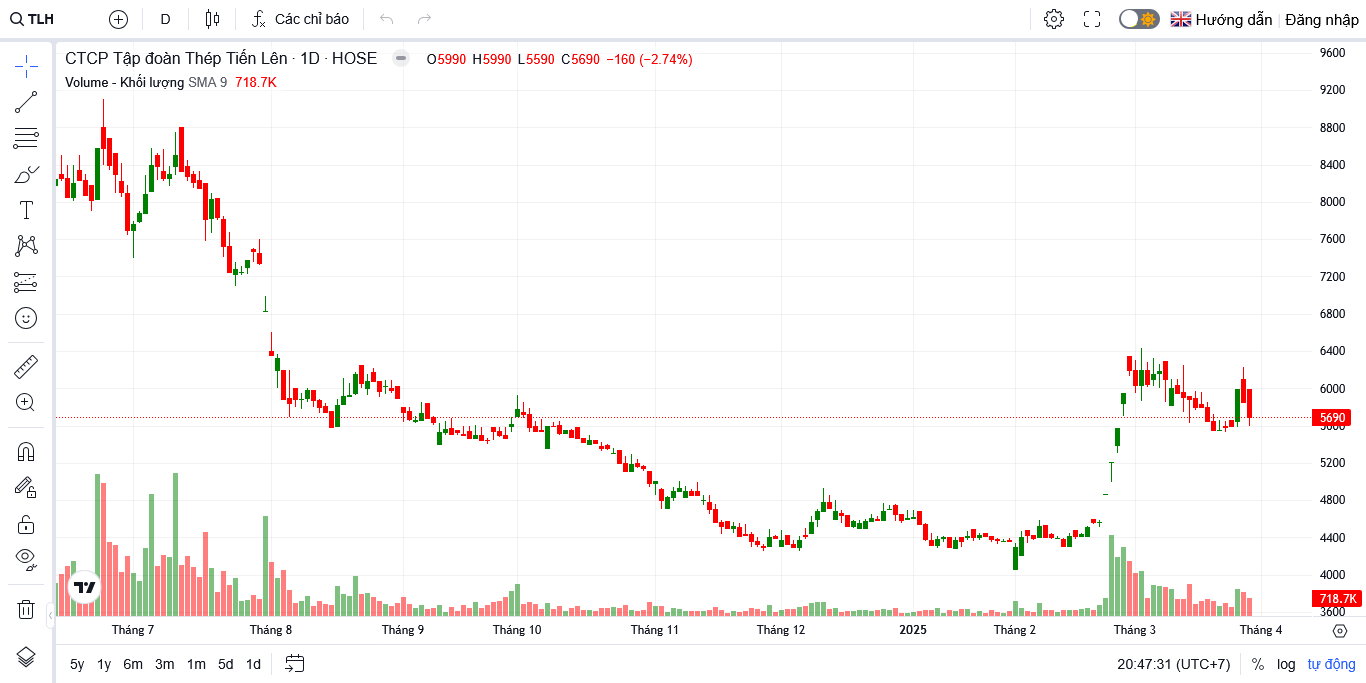 TLH D Các chỉ báo Hướng dẫn Đăng nhập
CTCP Tập đoàn Thép Tiến Lên · 1D · HOSE O5990 H5990 L5590 C5690 −160 (−2.74%)
Volume - Khối lượng SMA 9 718.7K
9600
9200
8800
8400
8000
7600
7200
6800
6400
6000
5690
5600
5200
4800
4400
4000
718.7K
3600
Tháng 7 Tháng 8 Tháng 9 Tháng 10 Tháng 11 Tháng 12 2025 Tháng 2 Tháng 3 Tháng 4
5y 1y 6m 3m 1m 5d 1d 20:47:31 (UTC+7) % log tự động